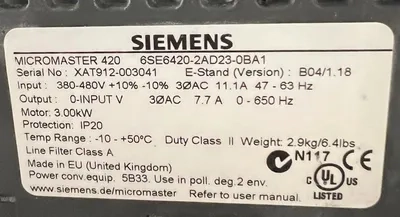 SIEMENS
MICROMASTER 420 6SE6420-2AD23-0BA1
Serial No : XAT912-003041 E-Stand (Version) : B04/1.18
Input : 380-480V +10% -10% 3ØAC 11.1A 47 - 63 Hz
Output : 0-INPUT V 3ØAC 7.7 A 0 - 650 Hz
Motor: 3.00kW
Protection: IP20
Temp Range : -10 - +50°C Duty Class II Weight: 2.9kg/6.4lbs
Line Filter Class A
Made in EU (United Kingdom)
Power conv.equip. 5B33. Use in poll. deg.2 env.
www.siemens.de/micromaster Refer to user manual.
N117
C UL US
LISTED